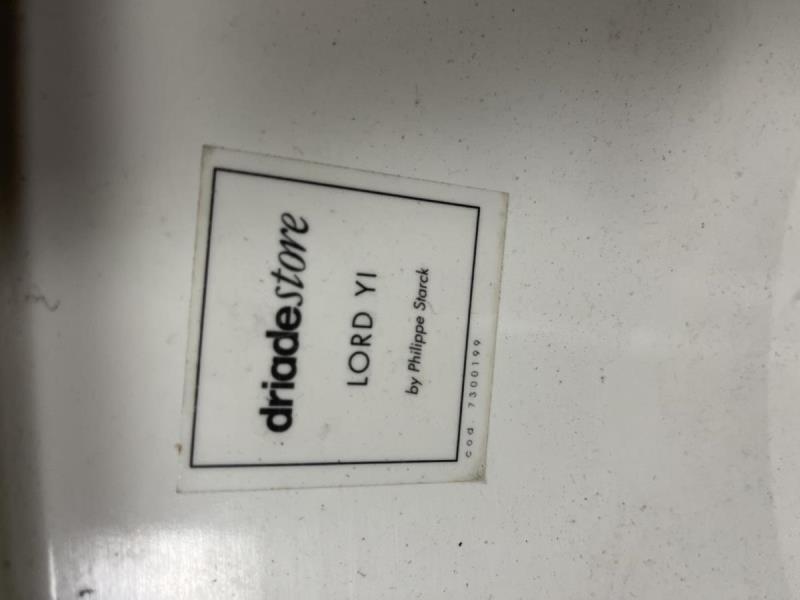 driadestore
LORD YI
by Philippe Starck
cod. 7300199